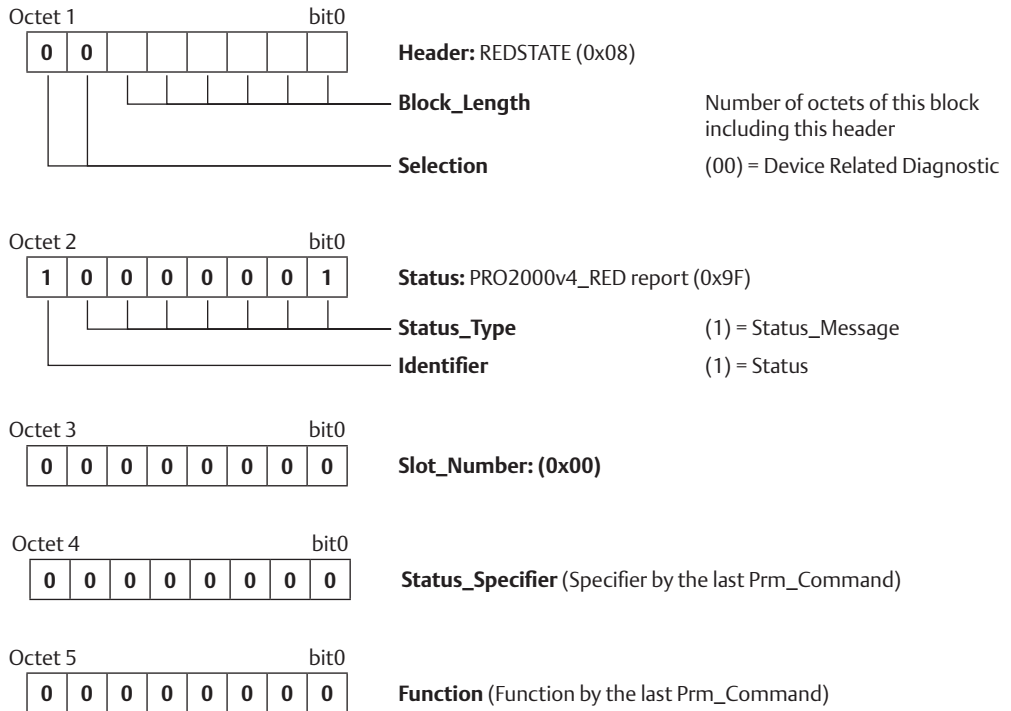 Octet 1 bit0
0 0 Header: REDSTATE (0x08)
Block_Length Number of octets of this block
including this header
Selection (00) = Device Related Diagnostic
Octet 2 bit0
1 0 0 0 0 0 0 1 Status: PRO2000v4_RED report (0x9F)
Status_Type (1) = Status_Message
Identifier (1) = Status
Octet 3 bit0
0 0 0 0 0 0 0 0 Slot_Number: (0x00)
Octet 4 bit0
0 0 0 0 0 0 0 0 Status_Specifier (Specifier by the last Prm_Command)
Octet 5 bit0
0 0 0 0 0 0 0 0 Function (Function by the last Prm_Command)